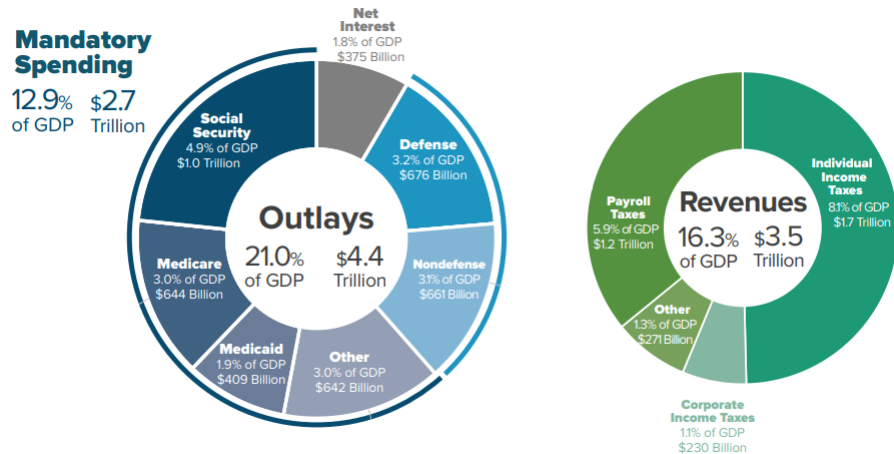 Mandatory
Spending
12.9% $2.7
of GDP Trillion
Net
Interest
1.8% of GDP
$375 Billion
Social
Security
4.9% of GDP
$1.0 Trillion
Defense
3.2% of GDP
$676 Billion
Outlays
21.0% $4.4
of GDP Trillion
Medicare
3.0% of GDP
$644 Billion
Nondefense
3.1% of GDP
$661 Billion
Medicaid
1.9% of GDP
$409 Billion
Other
3.0% of GDP
$642 Billion
Individual
Income
Taxes
8.1% of GDP
$1.7 Trillion
Payroll
Taxes
5.9% of GDP
$1.2 Trillion
Revenues
16.3% $3.5
of GDP Trillion
Other
1.3% of GDP
$271 Billion
Corporate
Income Taxes
1.1% of GDP
$230 Billion